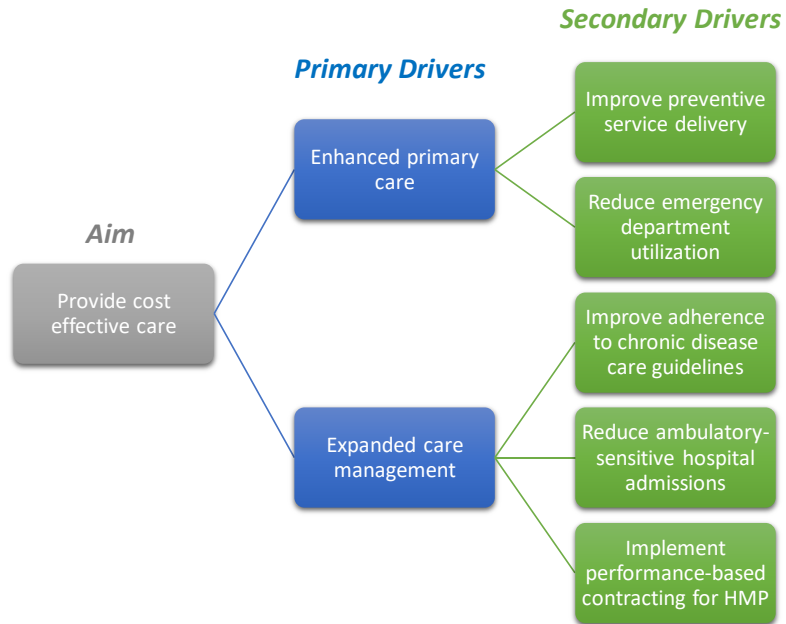 Secondary Drivers
Primary Drivers
Improve preventive
service delivery
Enhanced primary
care
Reduce emergency
department
utilization
Aim
Provide cost
effective care
Improve adherence
to chronic disease
care guidelines
Expanded care
management
Reduce ambulatory-
sensitive hospital
admissions
Implement
performance-based
contracting for HMP